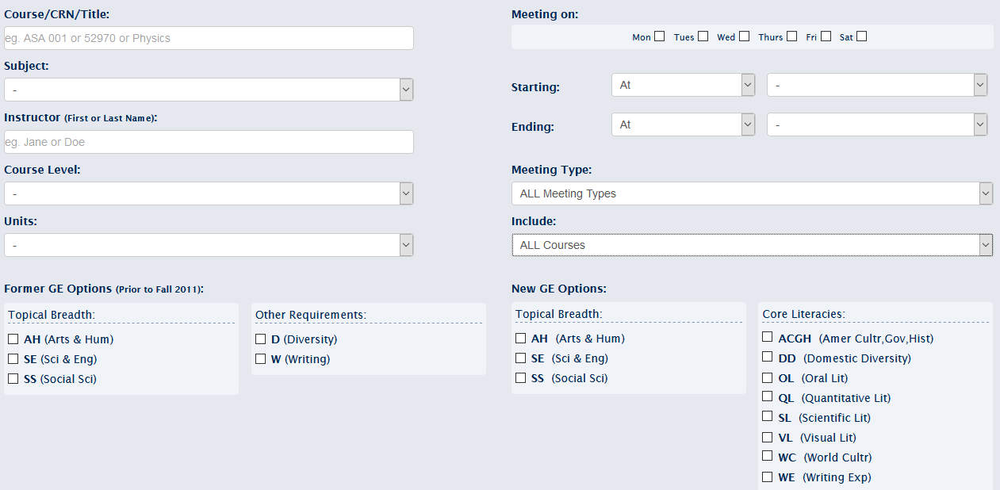 Course/CRN/Title:
eg. ASA 001 or 52970 or Physics
Subject:
-
Instructor (First or Last Name):
eg. Jane or Doe
Course Level:
-
Units:
-
Meeting on:
Mon Tues Wed Thurs Fri Sat
Starting: At -
Ending: At -
Meeting Type:
ALL Meeting Types
Include:
ALL Courses
Former GE Options (Prior to Fall 2011):
Topical Breadth:
AH (Arts & Hum)
SE (Sci & Eng)
SS (Social Sci)
Other Requirements:
D (Diversity)
W (Writing)
New GE Options:
Topical Breadth:
AH (Arts & Hum)
SE (Sci & Eng)
SS (Social Sci)
Core Literacies:
ACGH (Amer Cultr,Gov,Hist)
DD (Domestic Diversity)
OL (Oral Lit)
QL (Quantitative Lit)
SL (Scientific Lit)
VL (Visual Lit)
WC (World Cultr)
WE (Writing Exp)